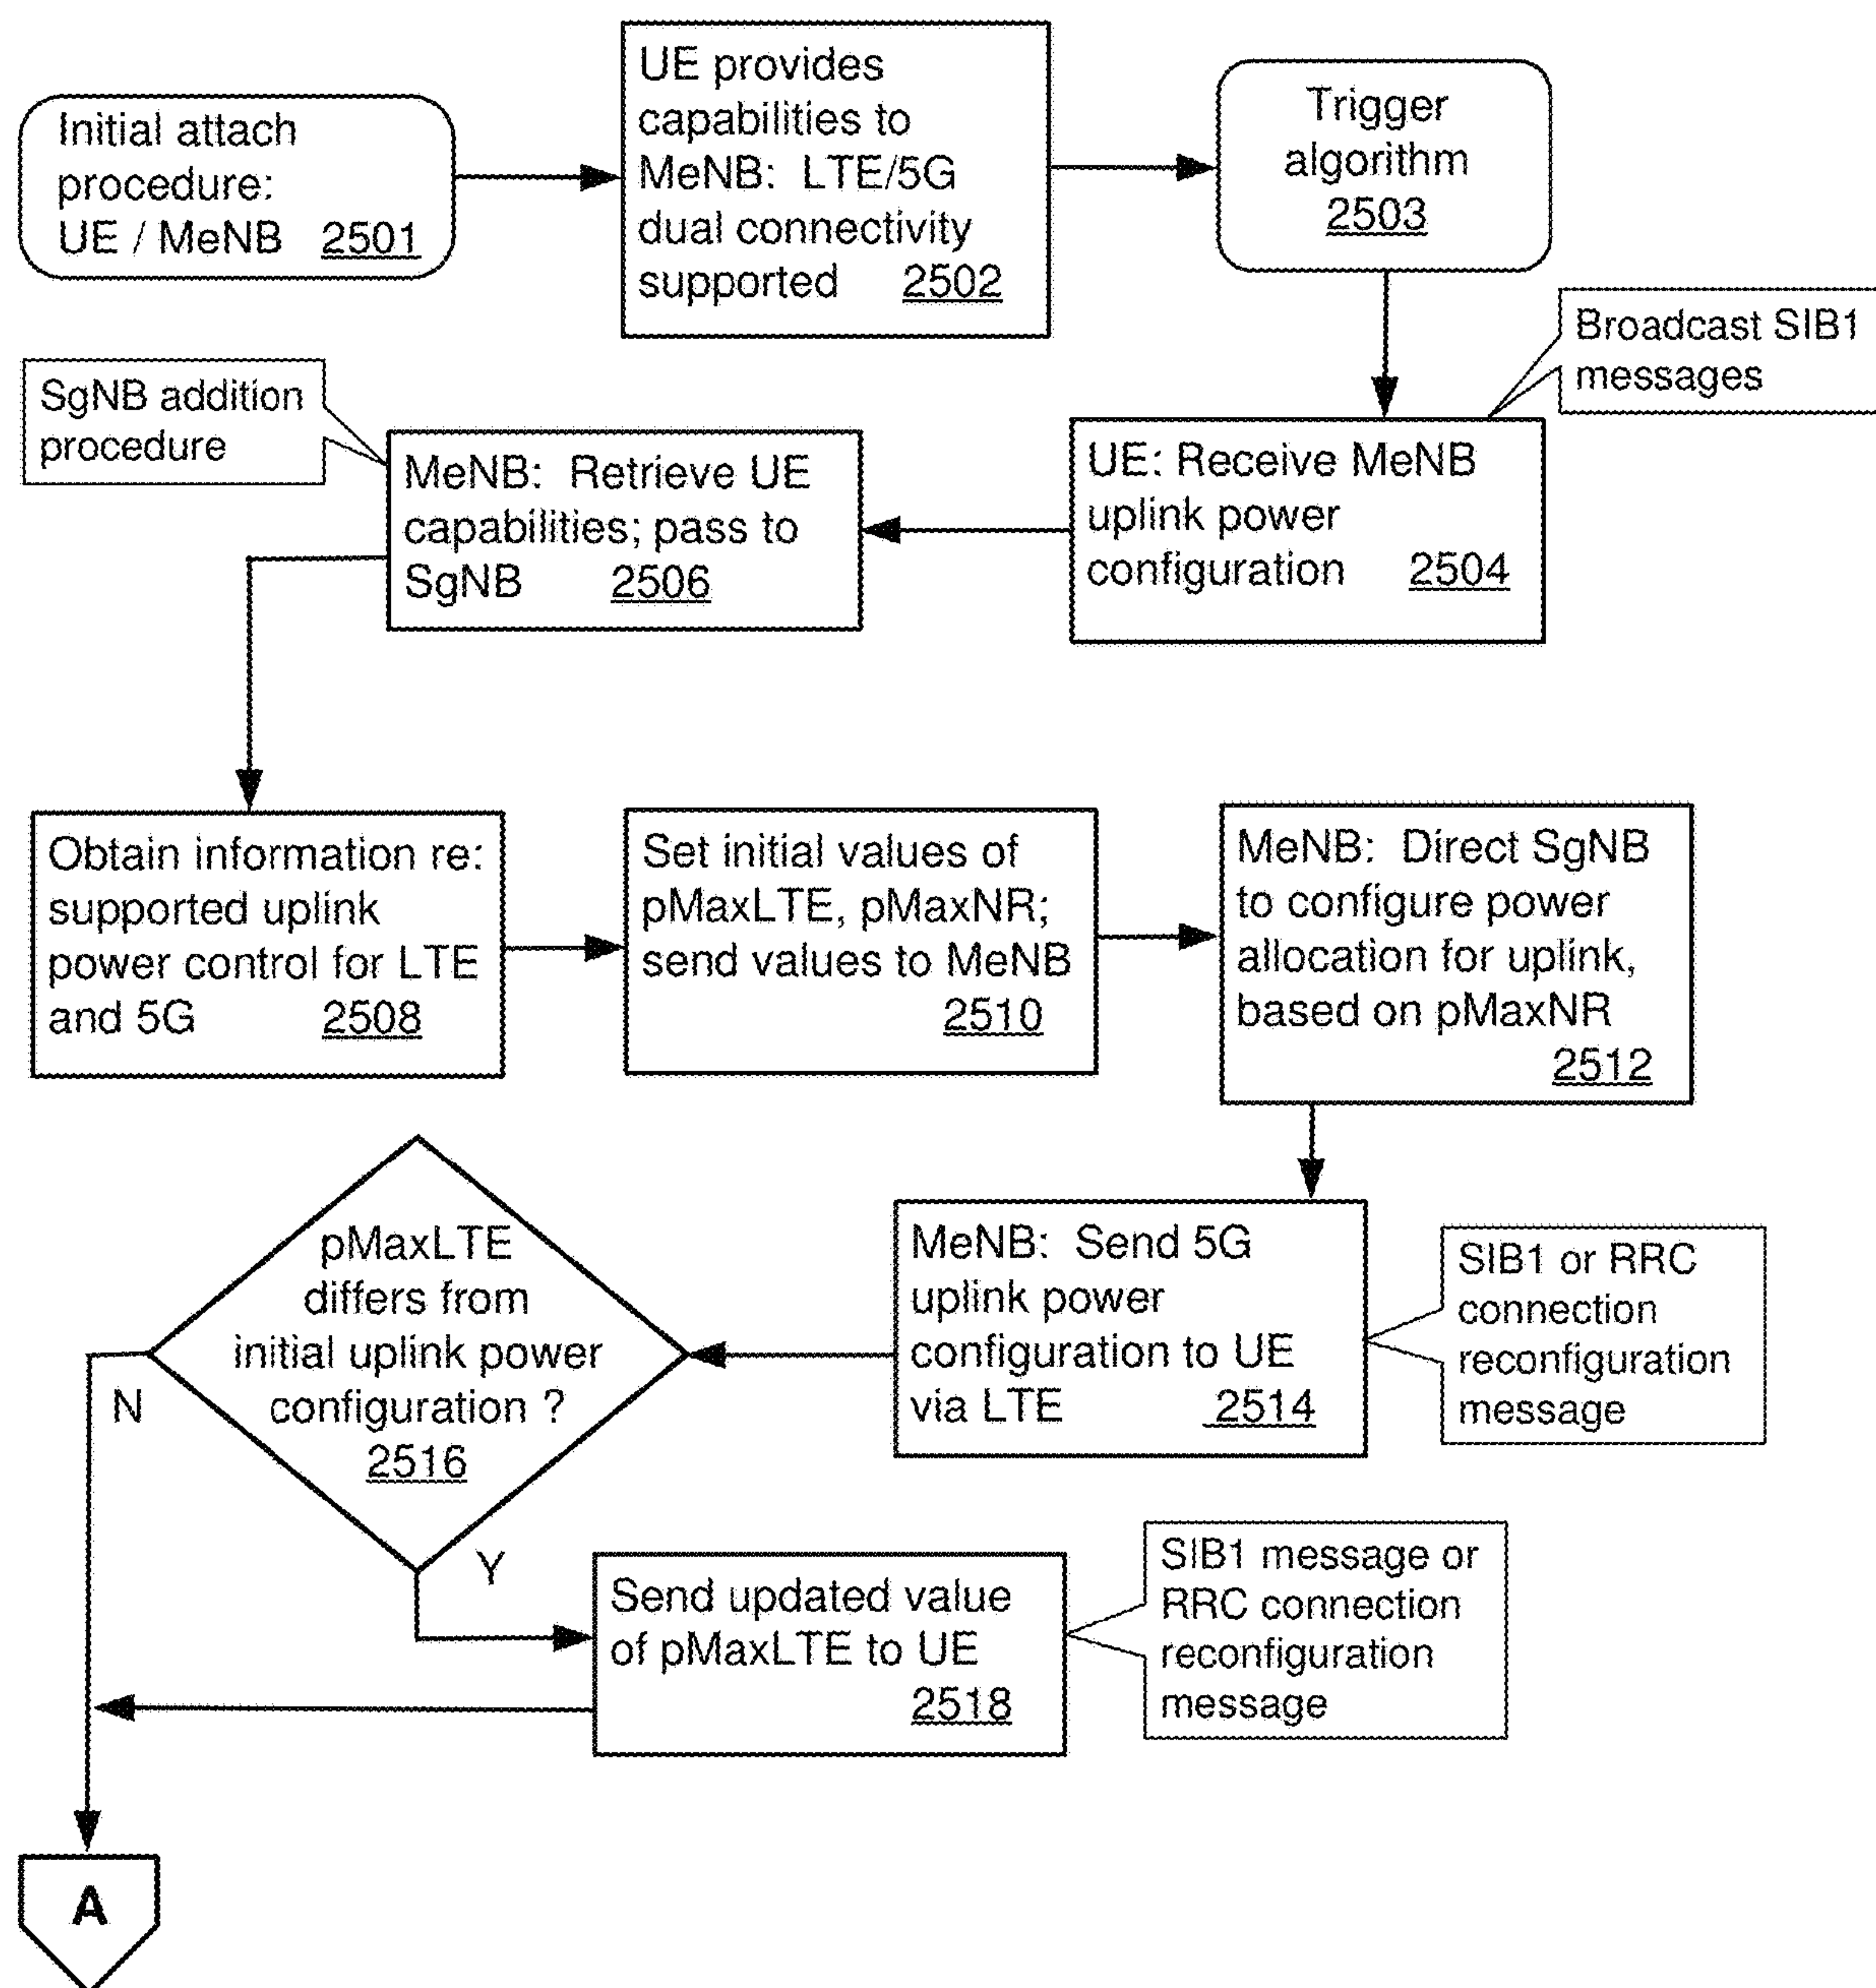 Initial attach
procedure:
UE / MeNB 2501
UE provides
capabilities to
MeNB: LTE/5G
dual connectivity
supported 2502
Trigger
algorithm
2503
Broadcast SIB1
messages
UE: Receive MeNB
uplink power
configuration 2504
SgNB addition
procedure
MeNB: Retrieve UE
capabilities; pass to
SgNB 2506
Obtain information re:
supported uplink
power control for LTE
and 5G 2508
Set initial values of
pMaxLTE, pMaxNR;
send values to MeNB
2510
MeNB: Direct SgNB
to configure power
allocation for uplink,
based on pMaxNR
2512
MeNB: Send 5G
uplink power
configuration to UE
via LTE 2514
SIB1 or RRC
connection
reconfiguration
message
pMaxLTE
differs from
initial uplink power
configuration ?
2516
N
Y
Send updated value
of pMaxLTE to UE
2518
SIB1 message or
RRC connection
reconfiguration
message
A